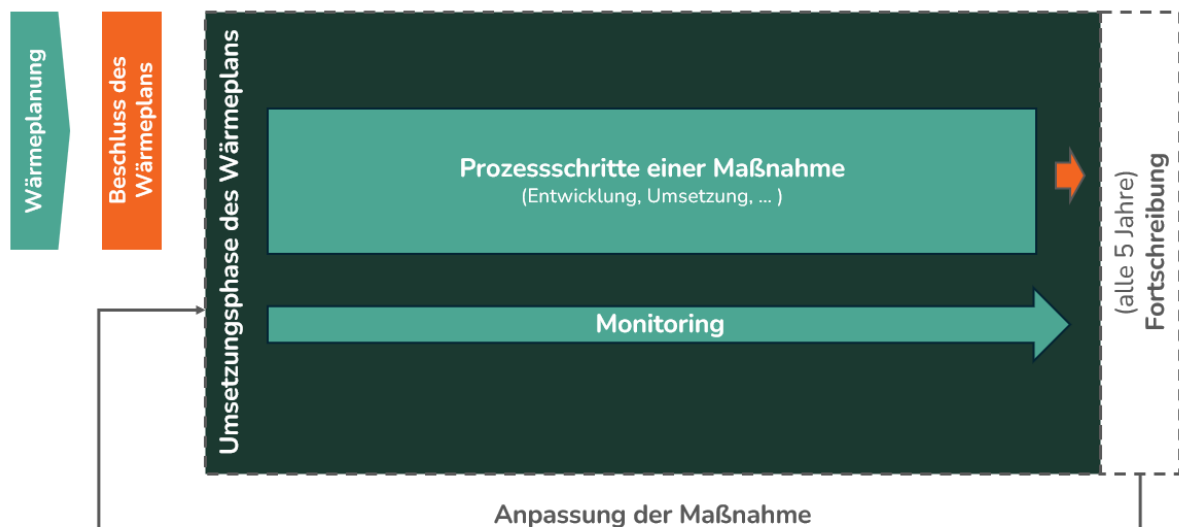 Wärmeplanung
Beschluss des
Wärmeplans
Umsetzungsphase des Wärmeplans
Prozessschritte einer Maßnahme
(Entwicklung, Umsetzung, ... )
Monitoring
(alle 5 Jahre)
Fortschreibung
Anpassung der Maßnahme